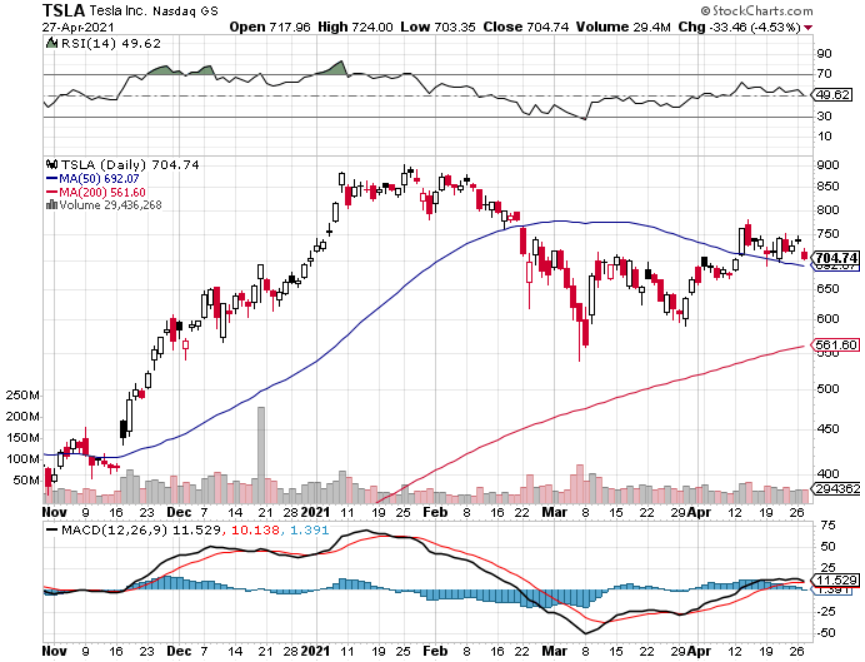 TSLA Tesla Inc. Nasdaq GS
© StockCharts.com
27-Apr-2021
Open 717.96 High 724.00 Low 703.35 Close 704.74 Volume 29.4M Chg -33.46 (-4.53%)
RSI(14) 49.62
90
70
49.62
30
10
TSLA (Daily) 704.74
MA(50) 692.07
MA(200) 561.60
Volume 29,436,268
900
850
800
750
704.74
692.07
650
600
561.60
550
500
450
400
250M
200M
150M
100M
50M
294362
Nov 9 16 23 Dec 7 14 21 28 2021 11 19 25 Feb 8 16 22 Mar 8 15 22 29 Apr 12 19 26
MACD(12,26,9) 11.529, 10.138, 1.391
75
50
25
11.529
1.391
-25
-50
Nov 9 16 23 Dec 7 14 21 28 2021 11 19 25 Feb 8 16 22 Mar 8 15 22 29 Apr 12 19 26